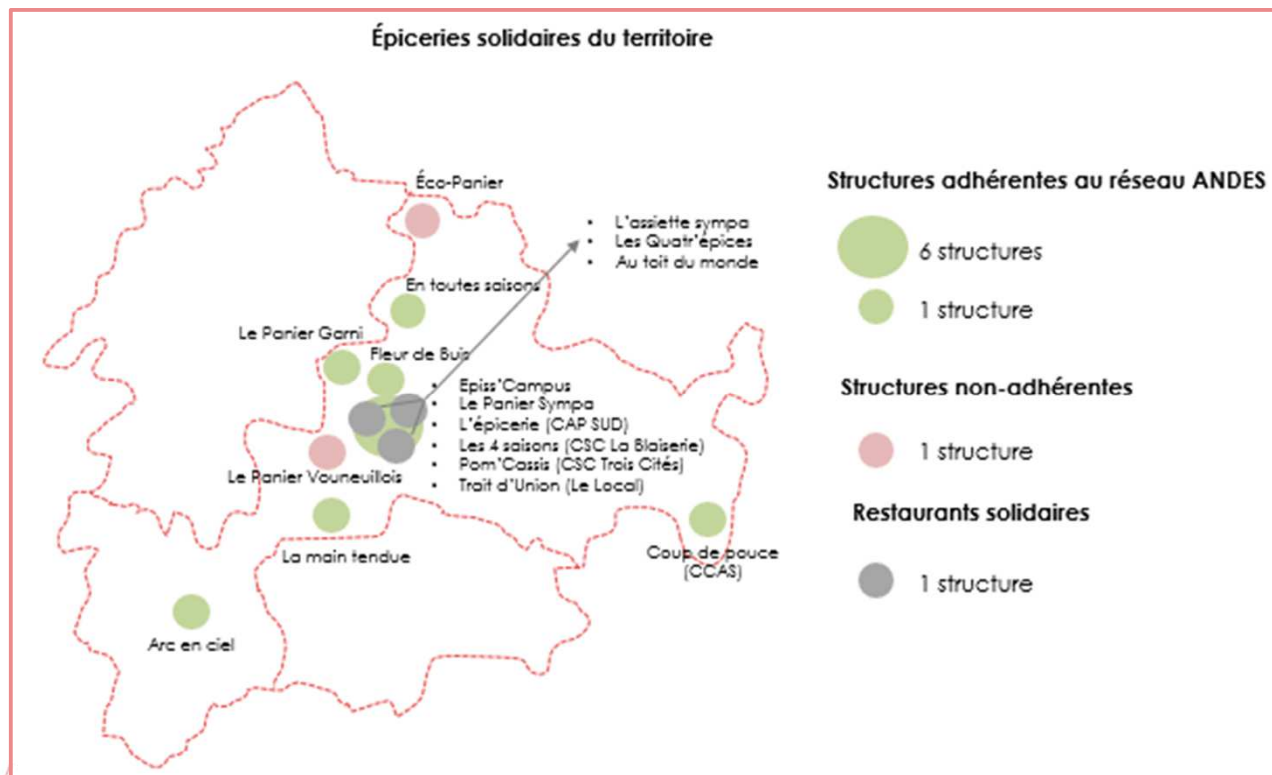 Épiceries solidaires du territoire
Éco-Panier
• L'assiette sympa
• Les Quatr'épices
• Au toit du monde
En toutes saisons
Le Panier Garni
Fleur de Buis
• Episs'Campus
• Le Panier Sympa
• L'épicerie (CAP SUD)
• Les 4 saisons (CSC La Blaiserie)
• Pom'Cassis (CSC Trois Cités)
• Trait d'Union (Le Local)
Le Panier Vouneuillois
La main tendue
Coup de pouce
(CCAS)
Arc en ciel
Structures adhérentes au réseau ANDES
6 structures
1 structure
Structures non-adhérentes
1 structure
Restaurants solidaires
1 structure